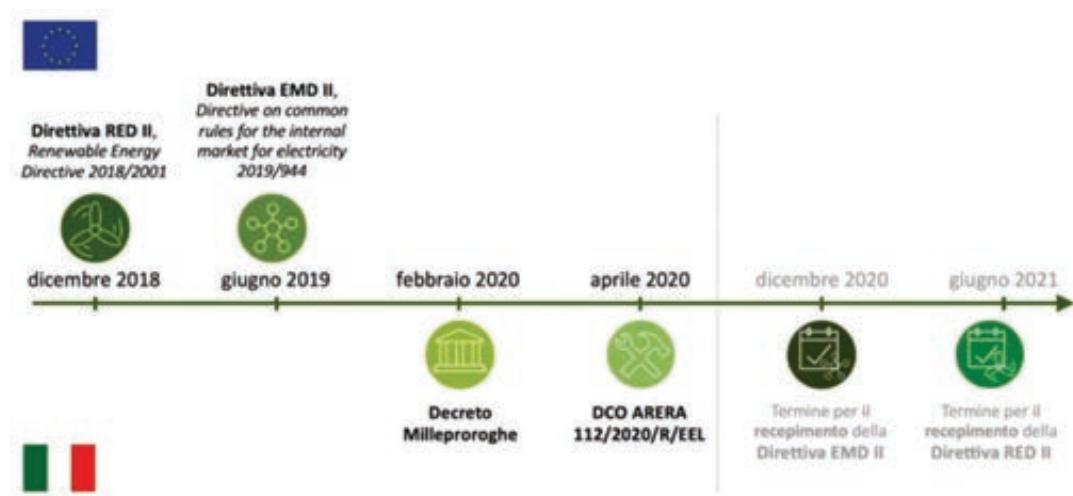 Direttiva RED II,
Renewable Energy
Directive 2018/2001
Direttiva EMD II,
Directive on common
rules for the internal
market for electricity
2019/944
dicembre 2018
giugno 2019
febbraio 2020
aprile 2020
dicembre 2020
giugno 2021
Decreto
Milleproroghe
DCO ARERA
112/2020/R/EEL
Termine per il
recepimento della
Direttiva EMD II
Termine per il
recepimento della
Direttiva RED II